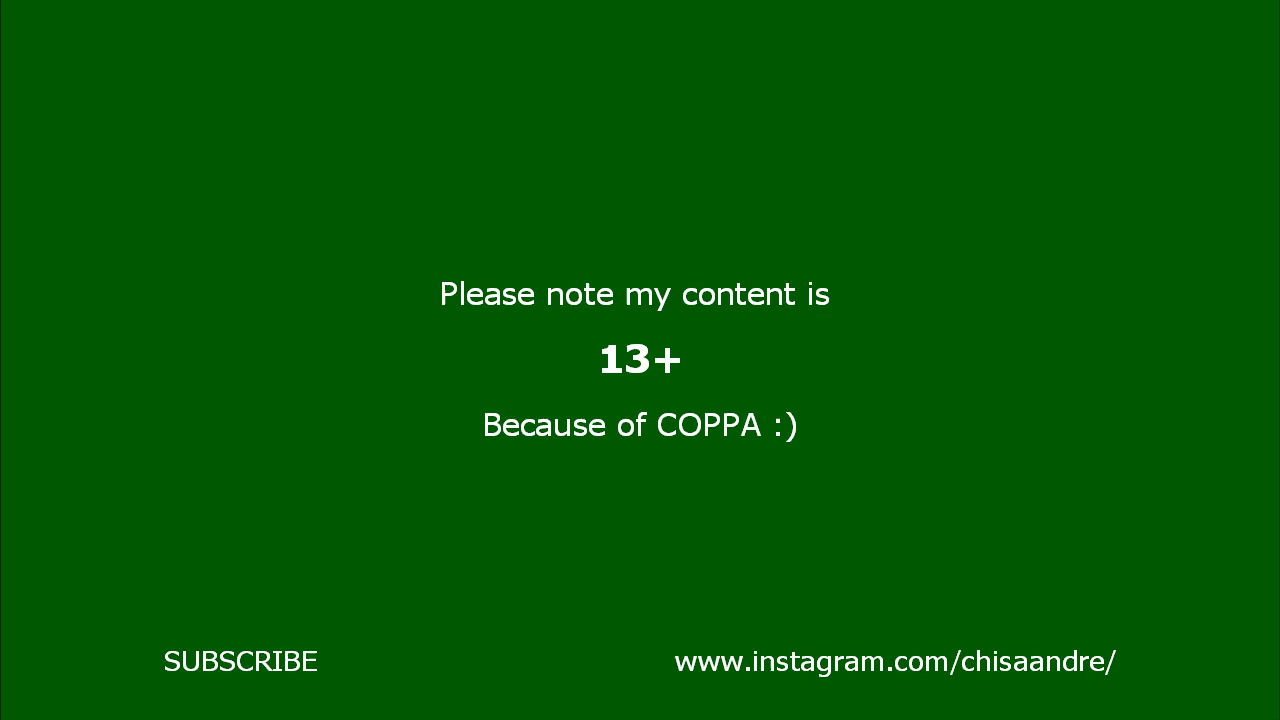 Please note my content is
13+
Because of COPPA :)
SUBSCRIBE
www.instagram.com/chisaandre/